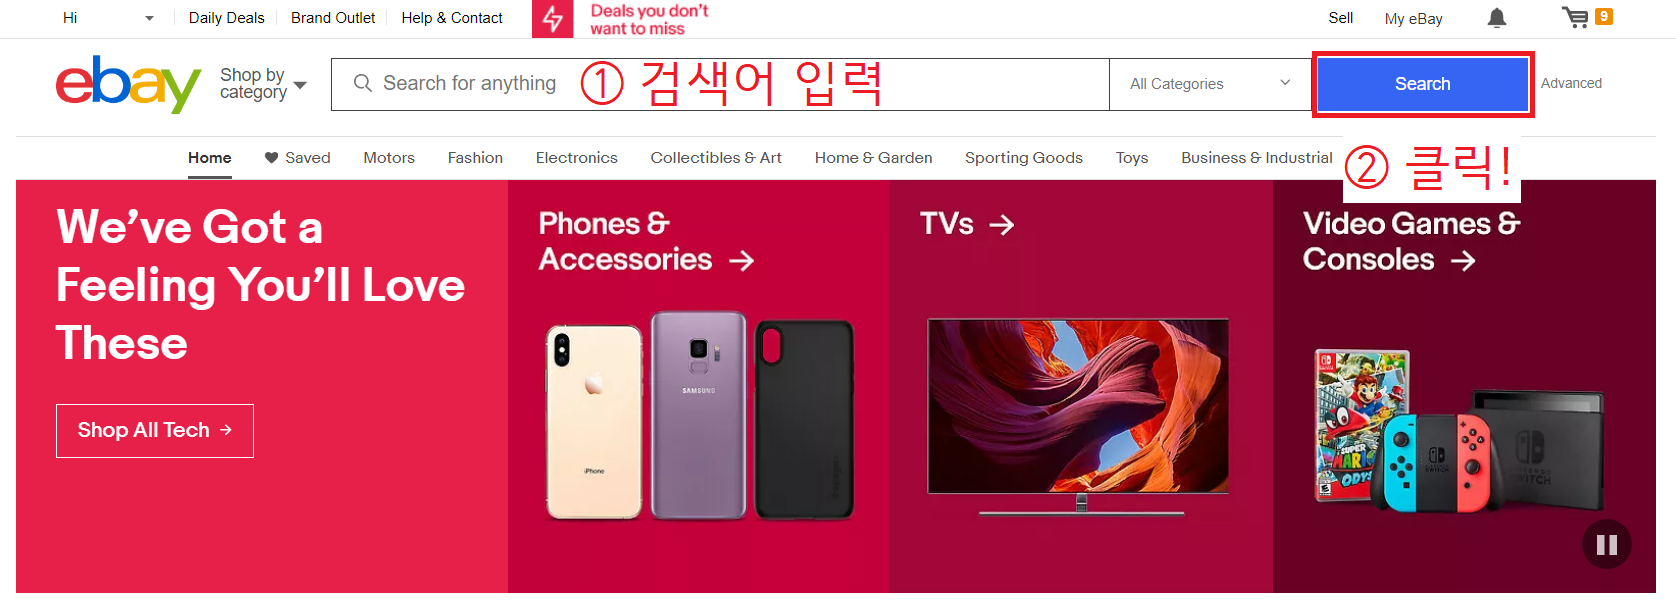 Hi
Daily Deals
Brand Outlet
Help & Contact
Deals you don't
want to miss
Sell
My eBay
9
ebay
Shop by
category
Search for anything
① 검색어 입력
All Categories
Search
Advanced
Home
Saved
Motors
Fashion
Electronics
Collectibles & Art
Home & Garden
Sporting Goods
Toys
Business & Industrial
② 클릭!
We've Got a
Feeling You'll Love
These
Shop All Tech →
Phones &
Accessories →
SAMSUNG
iPhone
TVs →
Video Games &
Consoles →
SUPER
MARIO
ODYS
NINTENDO
SWITCH